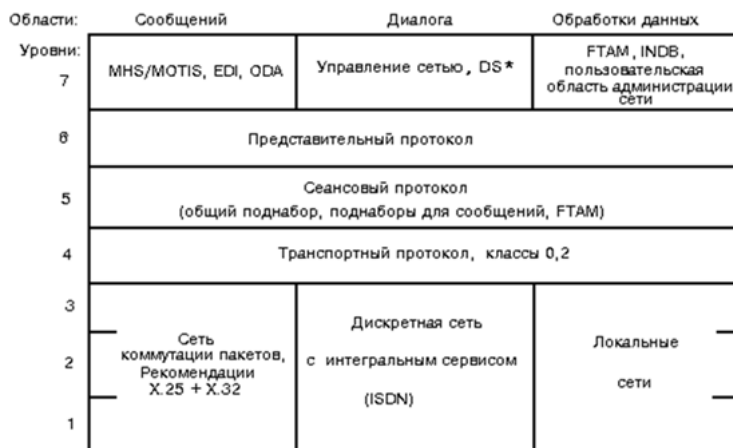 Области: Сообщений Диалога Обработки данных
Уровни:
7
MHS/MOTIS, EDI, ODA
Управление сетью, DS*
FTAM, INDB,
пользовательская
область администрации
сети
6
Представительный протокол
5
Сеансовый протокол
(общий поднабор, поднаборы для сообщений, FTAM)
4
Транспортный протокол, классы 0,2
3
2
1
Сеть
коммутации пакетов,
Рекомендации
X.25 + X.32
Дискретная сеть
с интегральным сервисом
(ISDN)
Локальные
сети